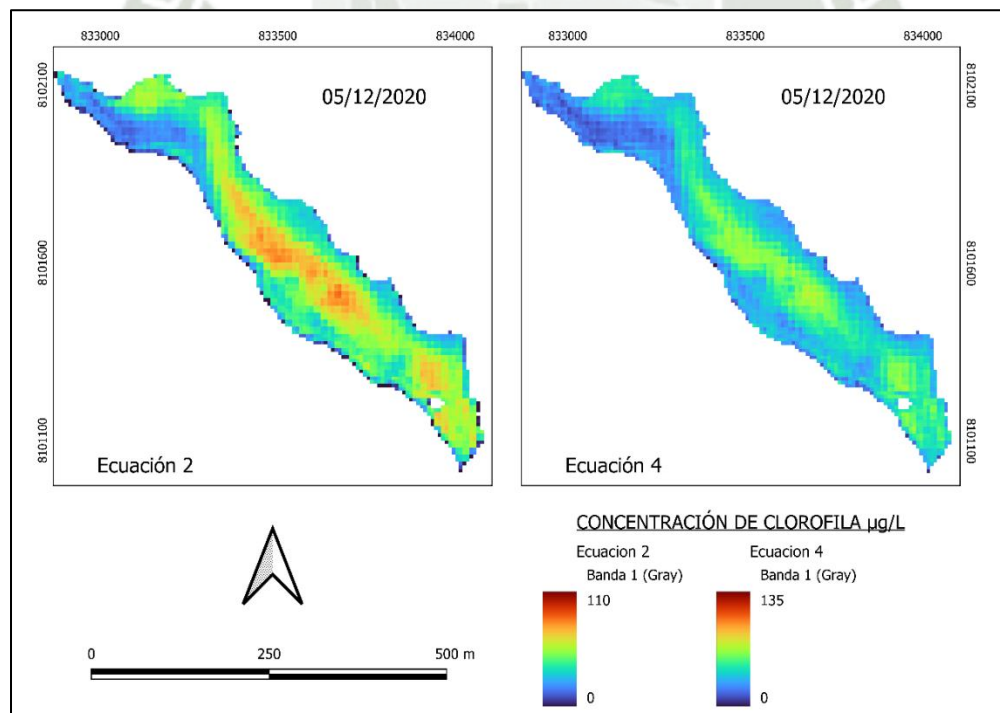 833000 833500 834000
833000 833500 834000
8102100
05/12/2020
05/12/2020
8102100
8101600
8101600
8101100
Ecuación 2
Ecuación 4
8101100
CONCENTRACIÓN DE CLOROFILA µg/L
Ecuacion 2
Ecuacion 4
Banda 1 (Gray)
Banda 1 (Gray)
110
135
0
0
0 250 500 m